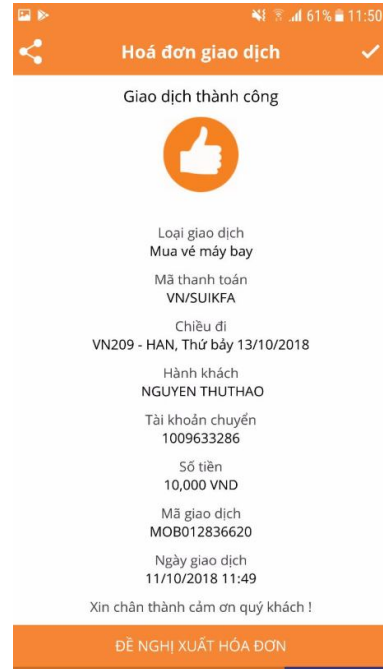 61% 11:50
Hoá đơn giao dịch
Giao dịch thành công
Loại giao dịch
Mua vé máy bay
Mã thanh toán
VN/SUIKFA
Chiều đi
VN209 - HAN, Thứ bảy 13/10/2018
Hành khách
NGUYEN THUTHAO
Tài khoản chuyển
1009633286
Số tiền
10,000 VND
Mã giao dịch
MOB012836620
Ngày giao dịch
11/10/2018 11:49
Xin chân thành cảm ơn quý khách !
ĐỀ NGHỊ XUẤT HÓA ĐƠN